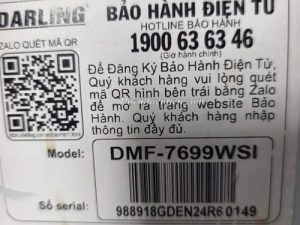 DARLING
ZALO QUÉT MÃ QR
BẢO HÀNH ĐIỆN TỬ
HOTLINE BẢO HÀNH
1900 63 63 46
(Giờ hành chính)
Để Đăng Ký Bảo Hành Điện Tử,
Quý khách hàng vui lòng quét
mã QR hình bên trái bằng Zalo
để mở ra trang website Bảo
Hành. Quý khách hàng nhập
thông tin đầy đủ.
Model:
DMF-7699WSI
Số serial:
988918GDEN24R60149